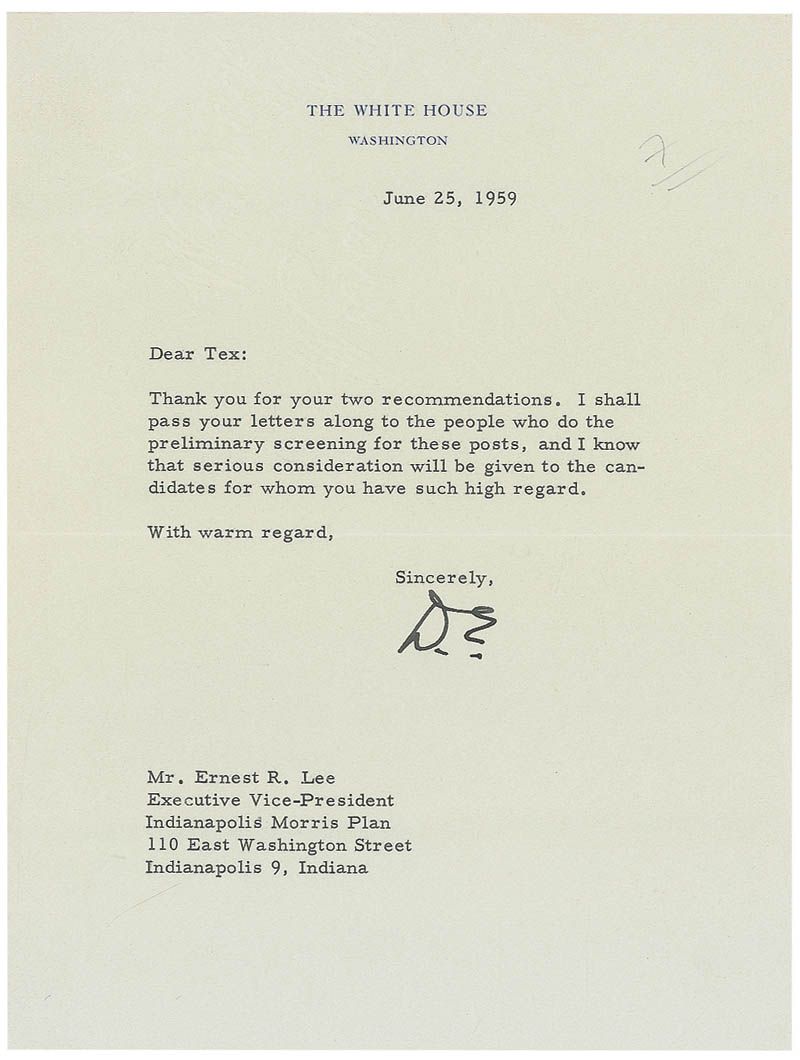 THE WHITE HOUSE
WASHINGTON
June 25, 1959
Dear Tex:
Thank you for your two recommendations. I shall
pass your letters along to the people who do the
preliminary screening for these posts, and I know
that serious consideration will be given to the can-
didates for whom you have such high regard.
With warm regard,
Sincerely,
D.E.
Mr. Ernest R. Lee
Executive Vice-President
Indianapolis Morris Plan
110 East Washington Street
Indianapolis 9, Indiana